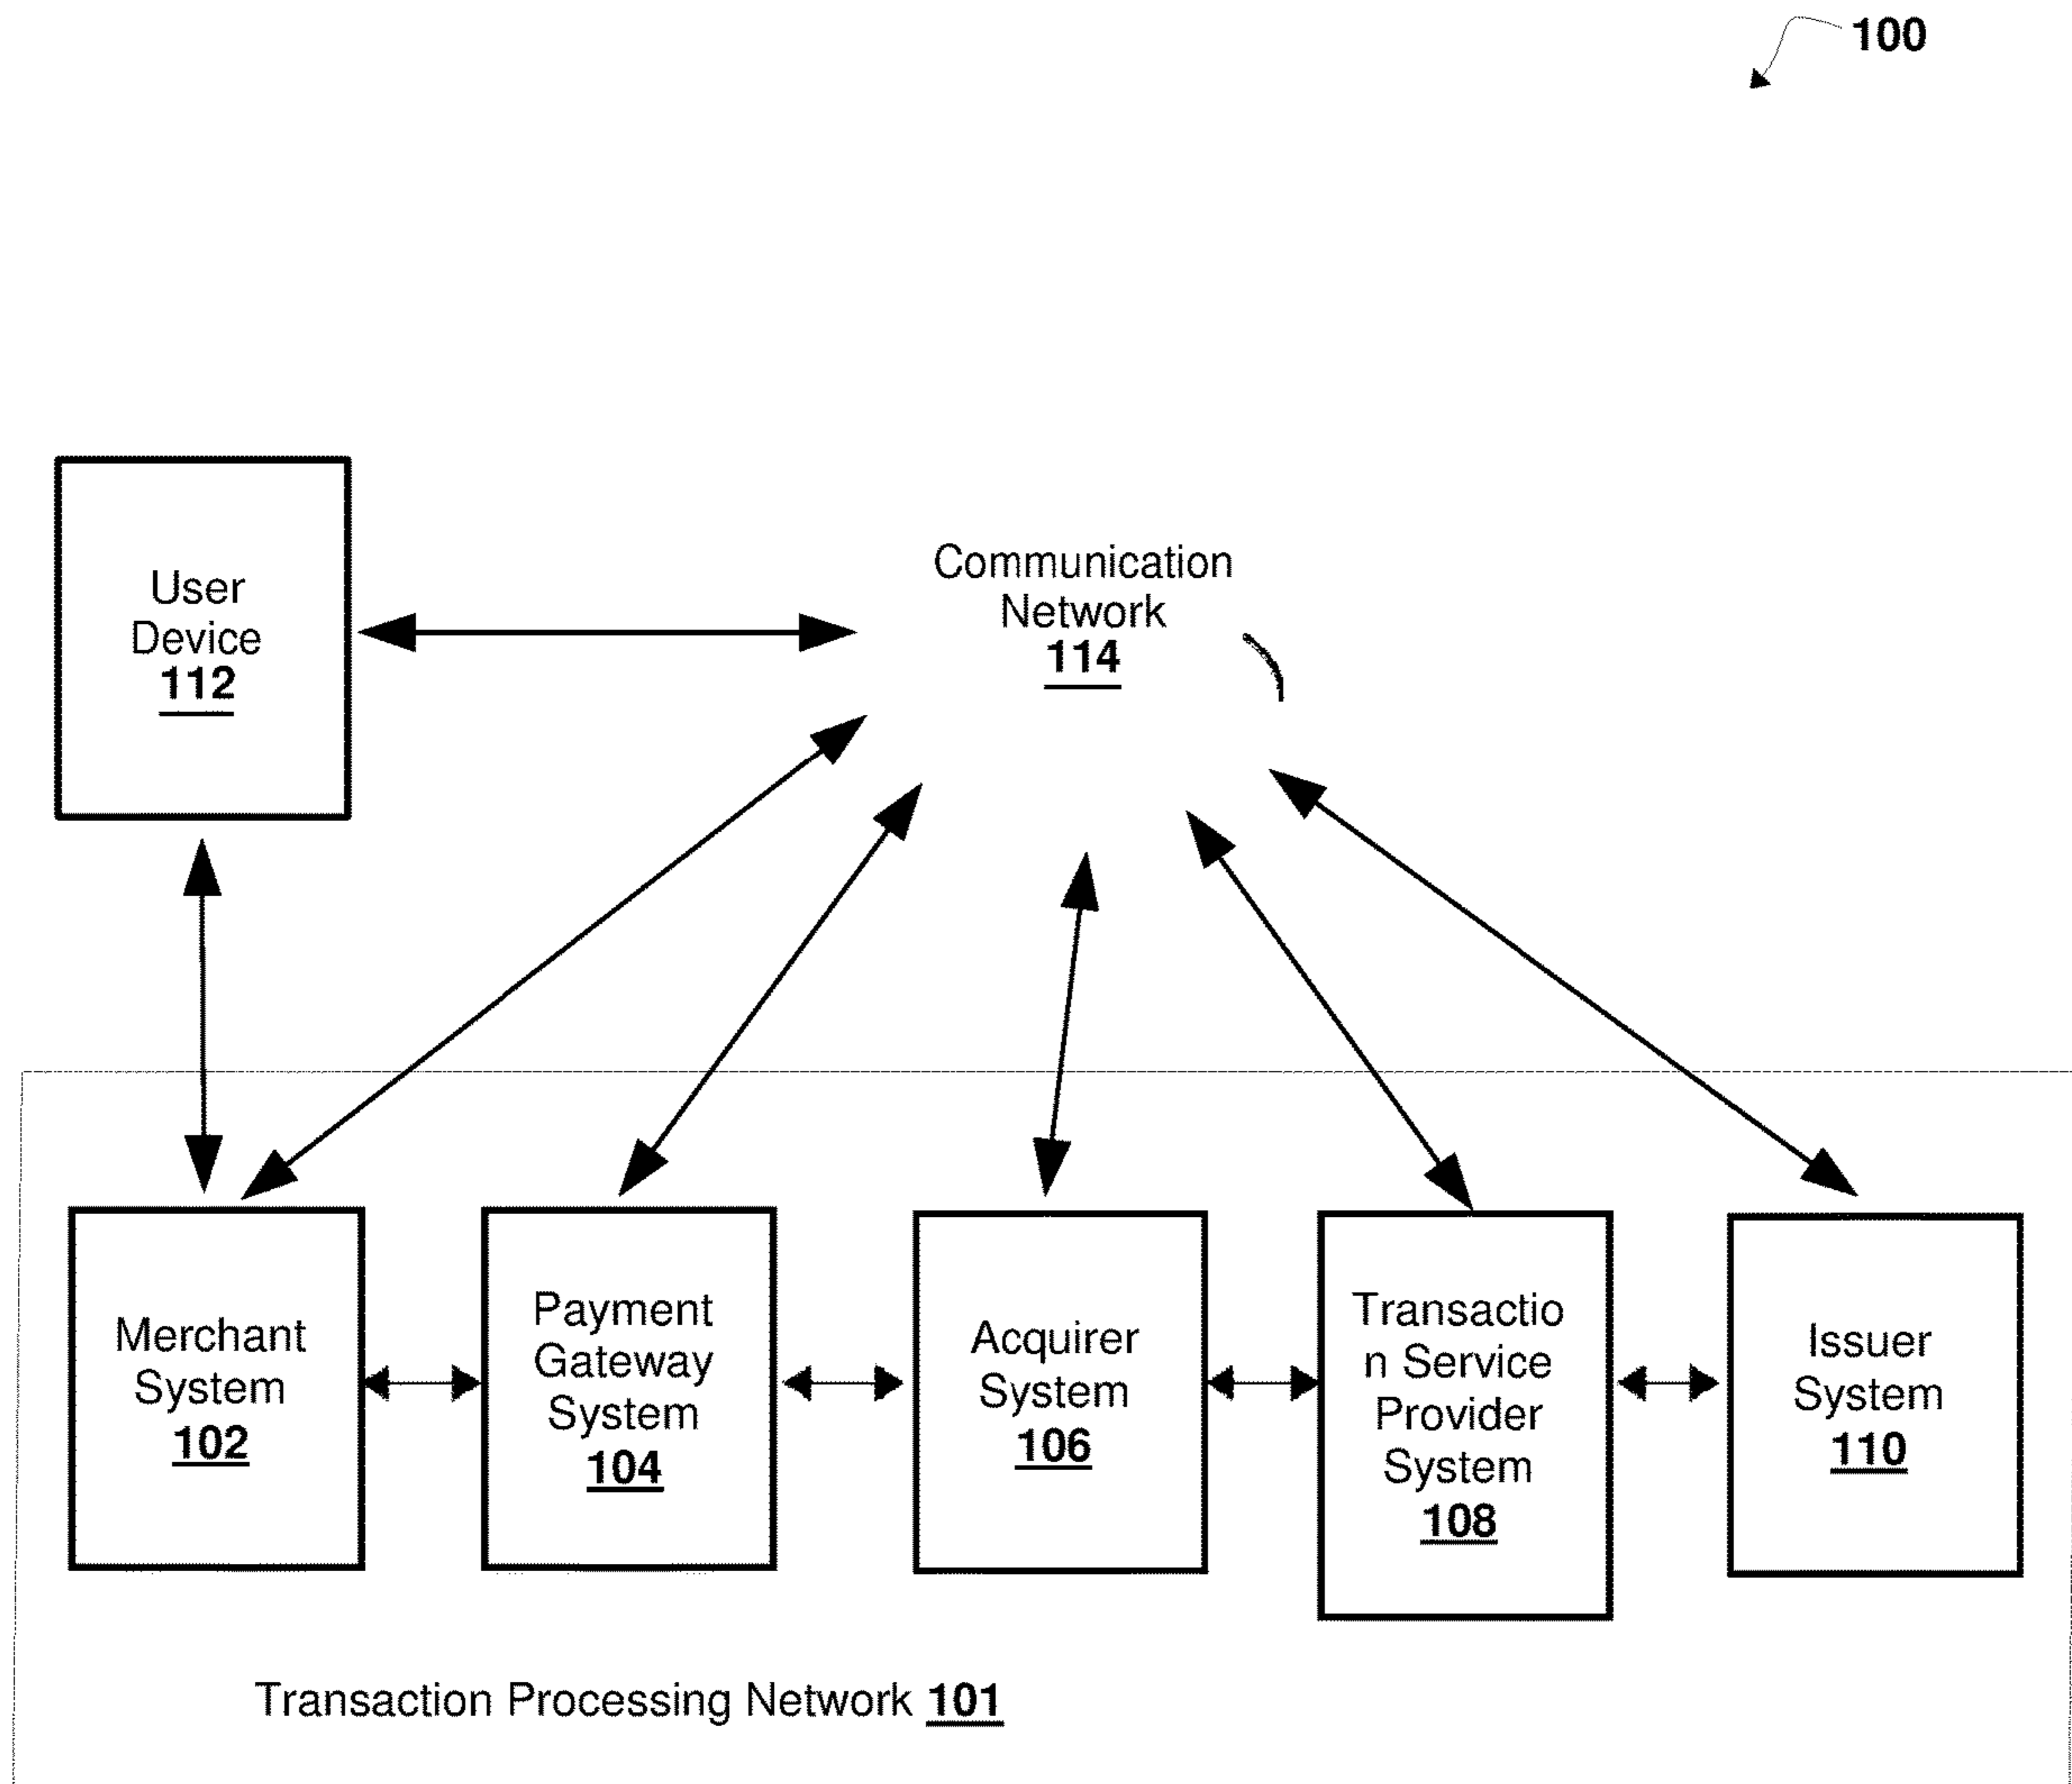 100
User
Device
112
Communication
Network
114
Merchant
System
102
Payment
Gateway
System
104
Acquirer
System
106
Transactio
n Service
Provider
System
108
Issuer
System
110
Transaction Processing Network 101